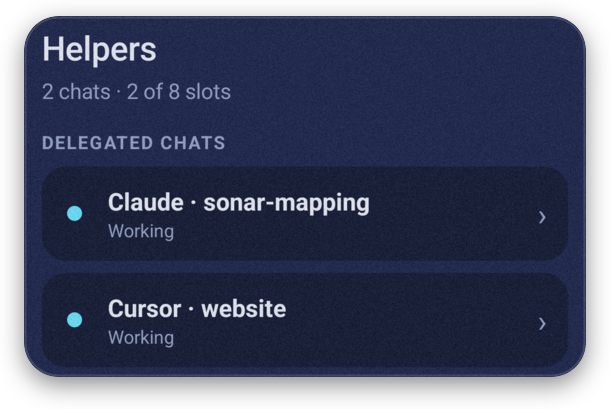 Helpers
2 chats · 2 of 8 slots
DELEGATED CHATS
Claude · sonar-mapping
Working
Cursor · website
Working